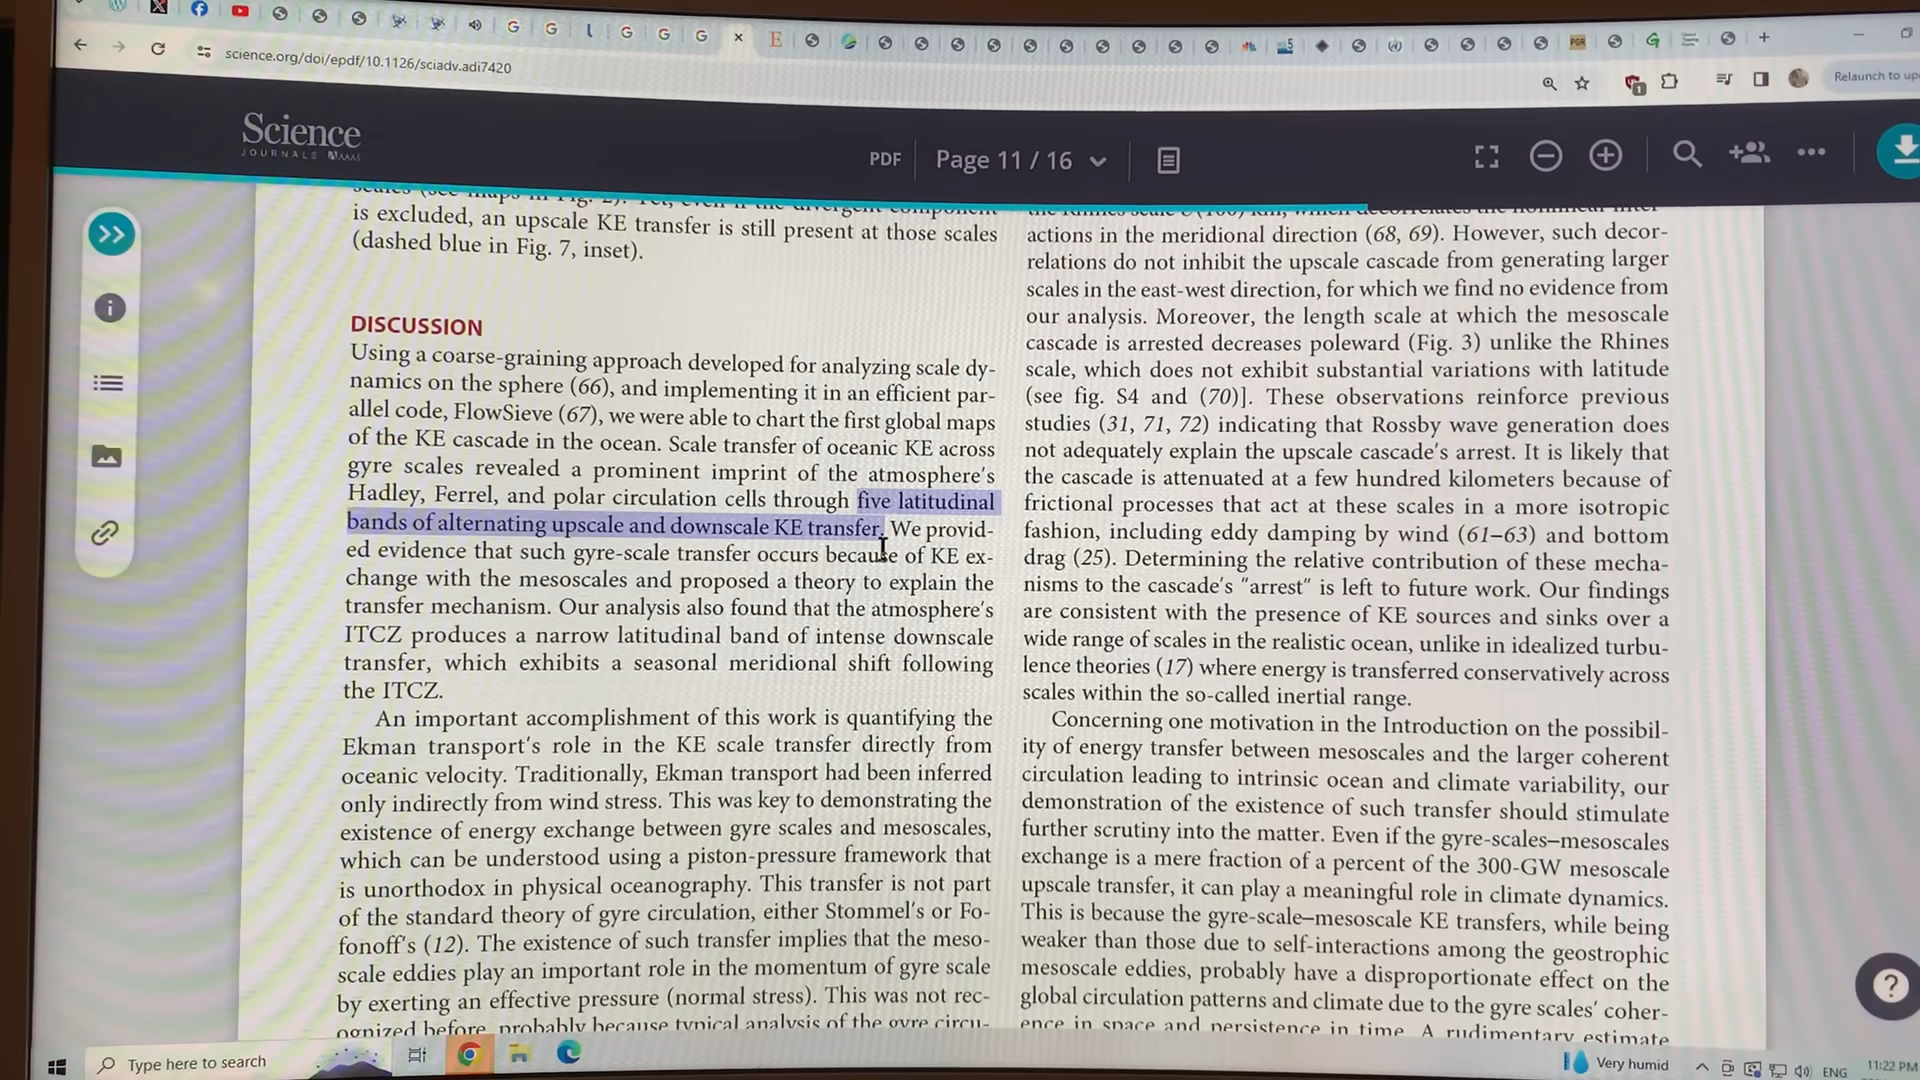 science.org/doi/epdf/10.1126/sciadv.adi7420
Relaunch to up
Science
JOURNALS AAAS
PDF
Page 11 / 16
is excluded, an upscale KE transfer is still present at those scales
(dashed blue in Fig. 7, inset).
DISCUSSION
Using a coarse-graining approach developed for analyzing scale dy-
namics on the sphere (66), and implementing it in an efficient par-
allel code, FlowSieve (67), we were able to chart the first global maps
of the KE cascade in the ocean. Scale transfer of oceanic KE across
gyre scales revealed a prominent imprint of the atmosphere's
Hadley, Ferrel, and polar circulation cells through five latitudinal
bands of alternating upscale and downscale KE transfer. We provid-
ed evidence that such gyre-scale transfer occurs because of KE ex-
change with the mesoscales and proposed a theory to explain the
transfer mechanism. Our analysis also found that the atmosphere's
ITCZ produces a narrow latitudinal band of intense downscale
transfer, which exhibits a seasonal meridional shift following
the ITCZ.
An important accomplishment of this work is quantifying the
Ekman transport's role in the KE scale transfer directly from
oceanic velocity. Traditionally, Ekman transport had been inferred
only indirectly from wind stress. This was key to demonstrating the
existence of energy exchange between gyre scales and mesoscales,
which can be understood using a piston-pressure framework that
is unorthodox in physical oceanography. This transfer is not part
of the standard theory of gyre circulation, either Stommel's or Fo-
fonoff's (12). The existence of such transfer implies that the meso-
scale eddies play an important role in the momentum of gyre scale
by exerting an effective pressure (normal stress). This was not rec-
ognized before, probably because typical analysis of the gyre circu-
actions in the meridional direction (68, 69). However, such decor-
relations do not inhibit the upscale cascade from generating larger
scales in the east-west direction, for which we find no evidence from
our analysis. Moreover, the length scale at which the mesoscale
cascade is arrested decreases poleward (Fig. 3) unlike the Rhines
scale, which does not exhibit substantial variations with latitude
(see fig. S4 and (70)]. These observations reinforce previous
studies (31, 71, 72) indicating that Rossby wave generation does
not adequately explain the upscale cascade's arrest. It is likely that
the cascade is attenuated at a few hundred kilometers because of
frictional processes that act at these scales in a more isotropic
fashion, including eddy damping by wind (61–63) and bottom
drag (25). Determining the relative contribution of these mecha-
nisms to the cascade's "arrest" is left to future work. Our findings
are consistent with the presence of KE sources and sinks over a
wide range of scales in the realistic ocean, unlike in idealized turbu-
lence theories (17) where energy is transferred conservatively across
scales within the so-called inertial range.
Concerning one motivation in the Introduction on the possibil-
ity of energy transfer between mesoscales and the larger coherent
circulation leading to intrinsic ocean and climate variability, our
demonstration of the existence of such transfer should stimulate
further scrutiny into the matter. Even if the gyre-scales–mesoscales
exchange is a mere fraction of a percent of the 300-GW mesoscale
upscale transfer, it can play a meaningful role in climate dynamics.
This is because the gyre-scale–mesoscale KE transfers, while being
weaker than those due to self-interactions among the geostrophic
mesoscale eddies, probably have a disproportionate effect on the
global circulation patterns and climate due to the gyre scales' coher-
ence in space and persistence in time. A rudimentary estimate
Type here to search
Very humid
ENG
11:22 PM